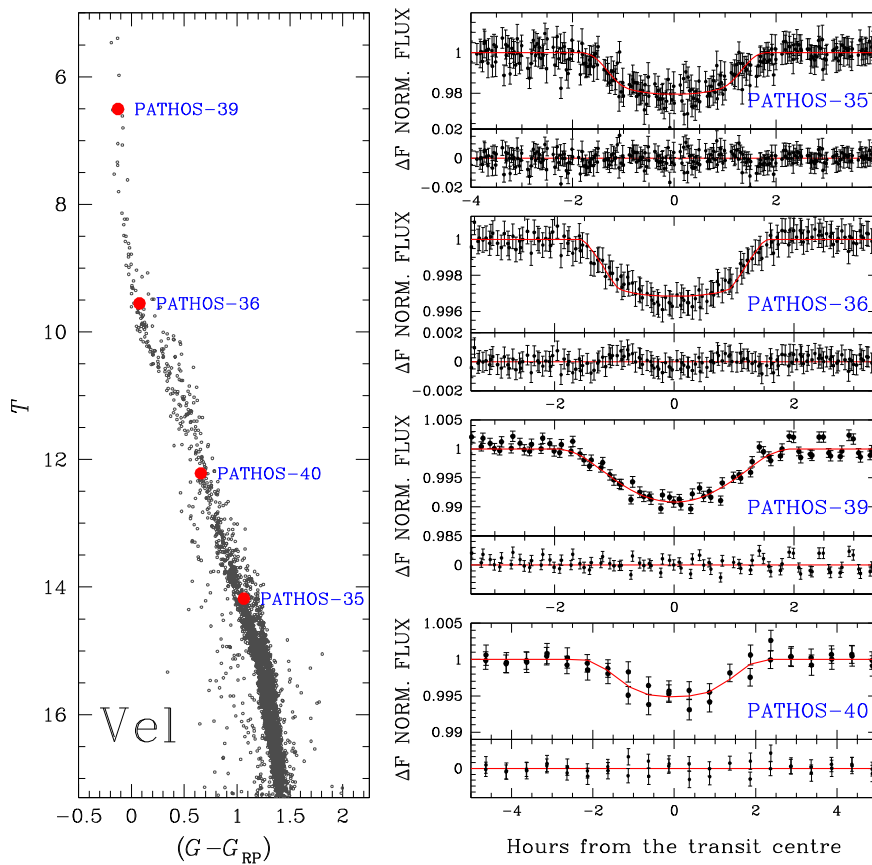 6
8
10
12
14
16
T
-0.5
0
0.5
1
1.5
2
(G-G_RP)
PATHOS-39
PATHOS-36
PATHOS-40
PATHOS-35
Vel
NORM. FLUX
1
0.98
PATHOS-35
ΔF
0.02
0
-0.02
-4
-2
0
2
NORM. FLUX
1
0.998
0.996
PATHOS-36
ΔF
0.002
0
-0.002
-2
0
2
NORM. FLUX
1.005
1
0.995
0.99
0.985
PATHOS-39
ΔF
0
-2
0
2
NORM. FLUX
1.005
1
0.995
0.99
PATHOS-40
ΔF
0
-4
-2
0
2
4
Hours from the transit centre